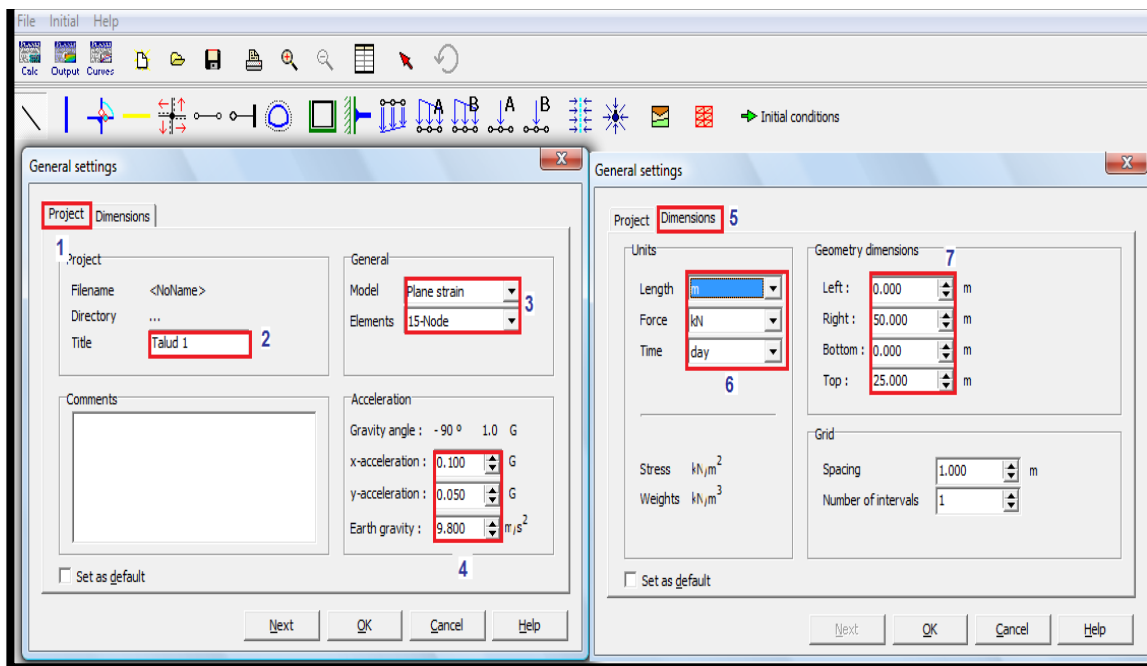 File Initial Help
Calc Output Curves
A B A B Initial conditions
General settings
Project Dimensions
1
Project
Filename <NoName>
Directory ...
Title Talud 1 2
General
Model Plane strain
Elements 15-Node
3
Comments
Acceleration
Gravity angle : - 90 º 1.0 G
x-acceleration : 0.100 G
y-acceleration : 0.050 G
Earth gravity : 9.800 m/s2
4
Set as default
Next OK Cancel Help
General settings
Project Dimensions 5
Units
Length m
Force kN
Time day
6
Stress kN/m2
Weights kN/m3
Geometry dimensions
7
Left : 0.000 m
Right : 50.000 m
Bottom : 0.000 m
Top : 25.000 m
Grid
Spacing 1.000 m
Number of intervals 1
Set as default
Next OK Cancel Help